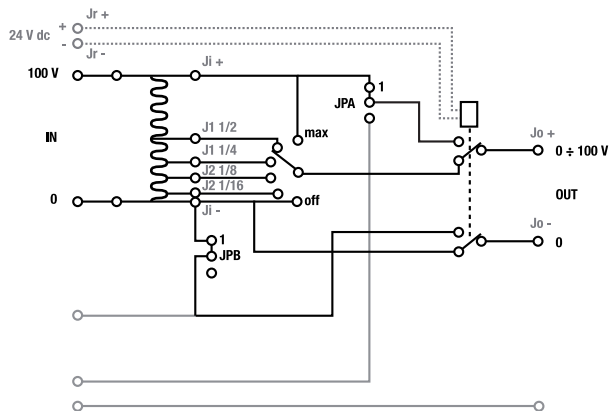 Jr +
24 V dc
+
-
Jr -
100 V
Ji +
1
JPA
IN
J1 1/2
max
J1 1/4
J2 1/8
J2 1/16
Jo +
0 ÷ 100 V
OUT
0
off
Ji -
Jo -
0
1
JPB